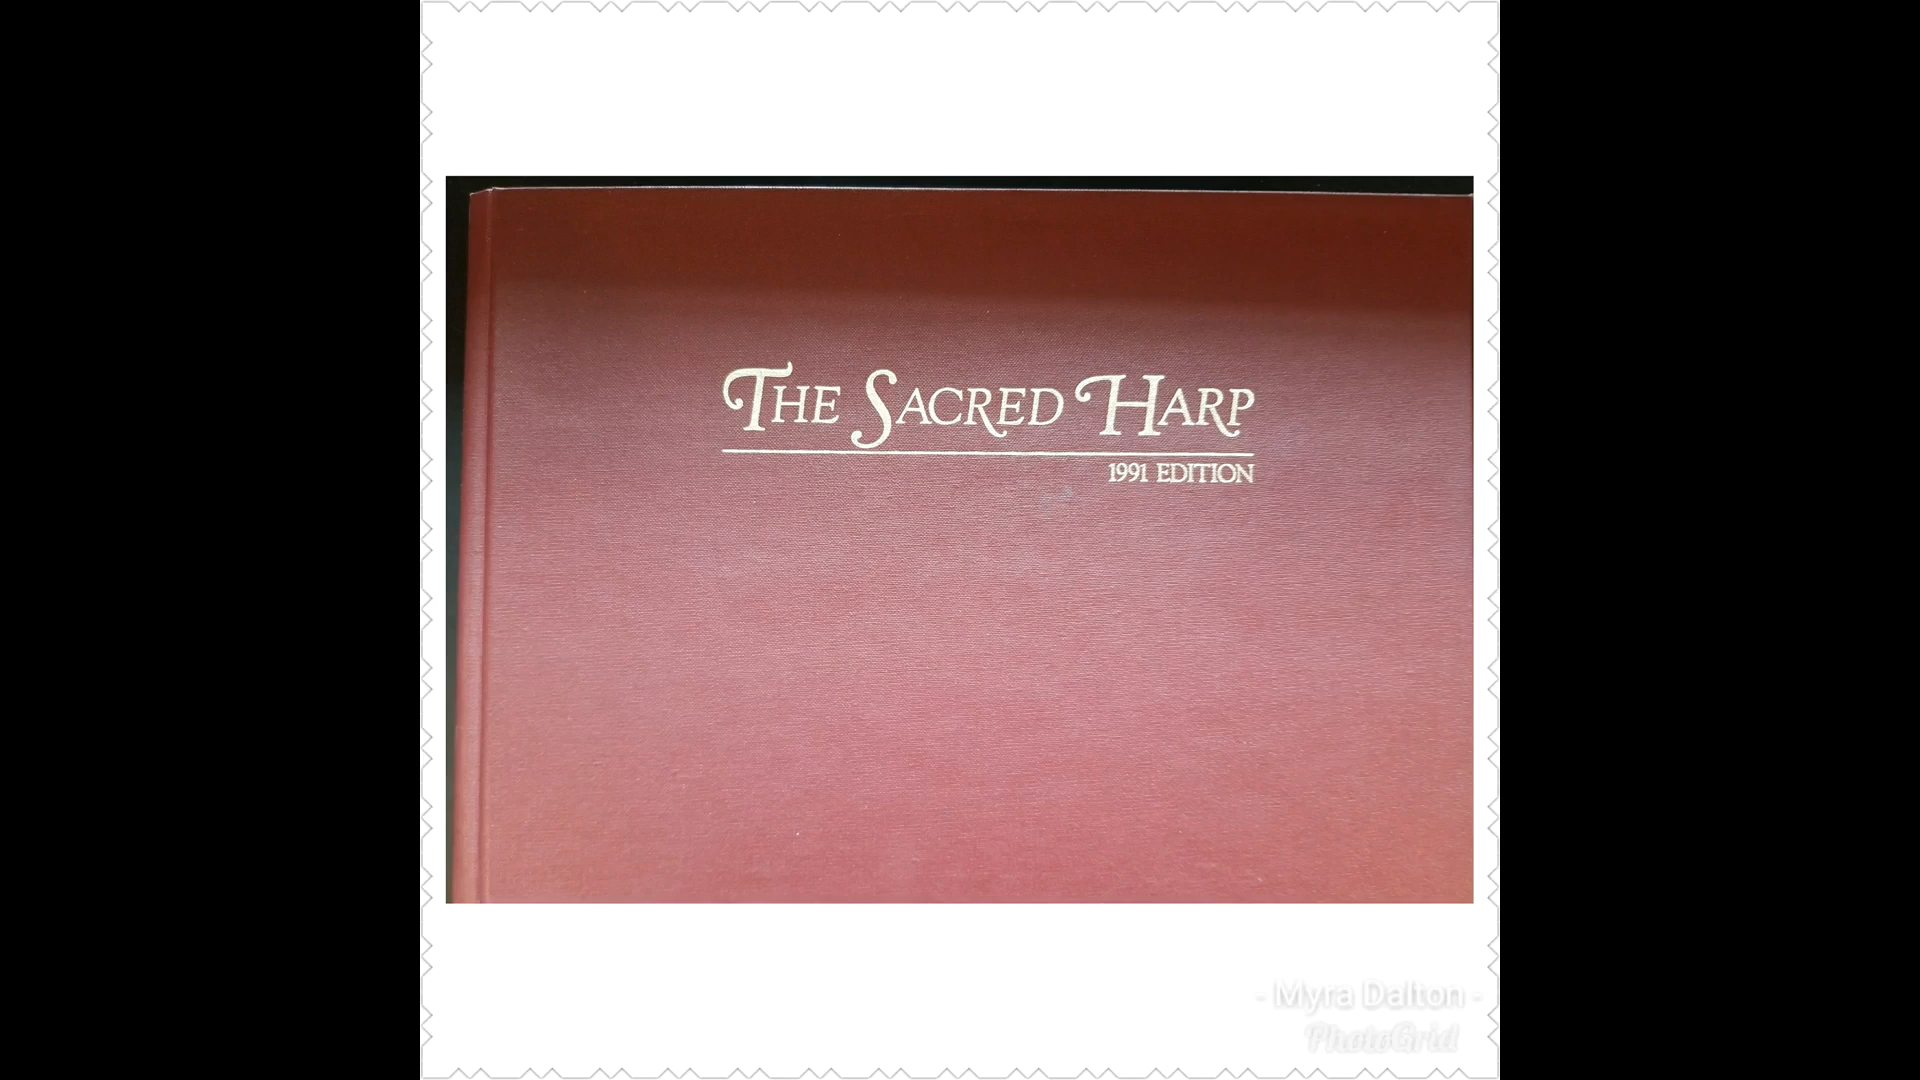 THE SACRED HARP
1991 EDITION
- Myra Dalton -
PhotoGrid